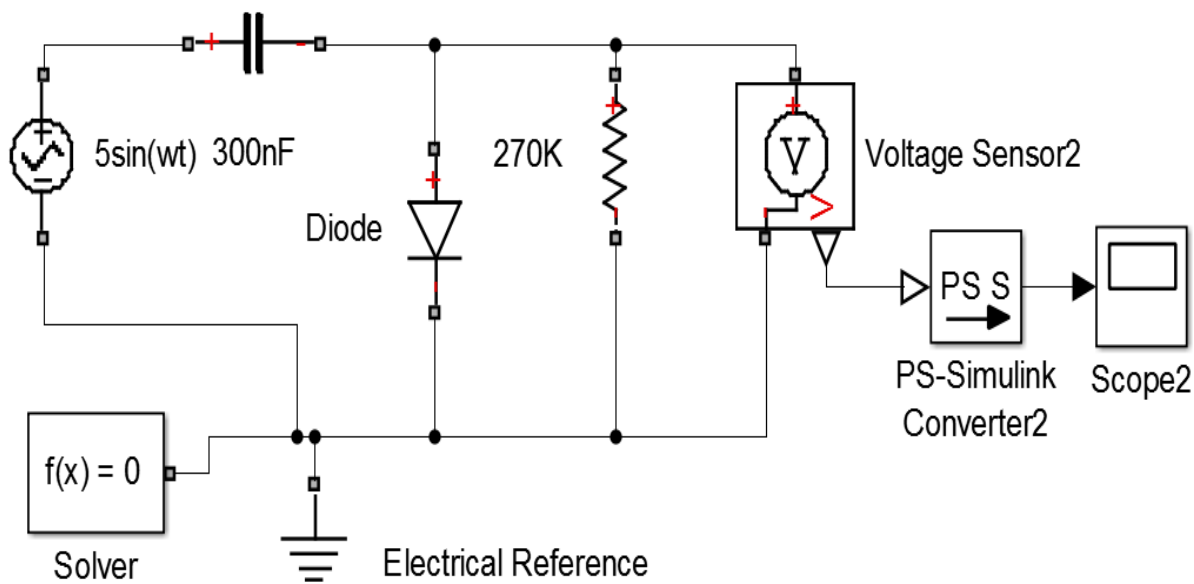 5sin(wt)
300nF
Diode
270K
V
Voltage Sensor2
PS S
PS-Simulink
Converter2
Scope2
f(x) = 0
Solver
Electrical Reference